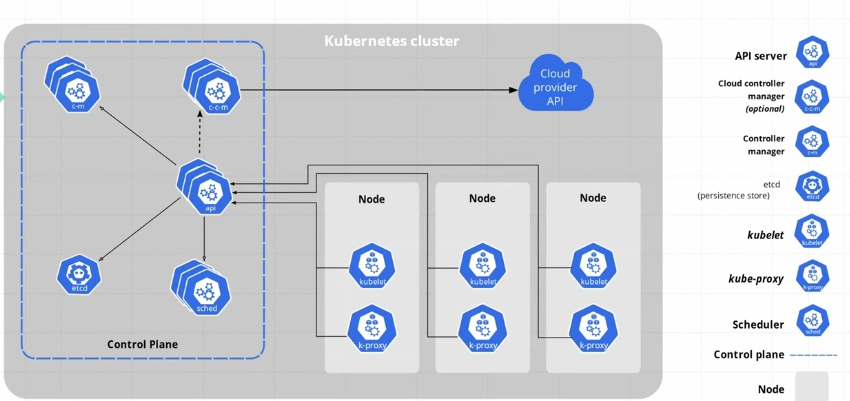 Kubernetes cluster
c-m
c-c-m
Cloud
provider
API
api
etcd
sched
Control Plane
Node
kubelet
k-proxy
Node
kubelet
k-proxy
Node
kubelet
k-proxy
API server
api
Cloud controller
manager
(optional)
c-c-m
Controller
manager
c-m
etcd
(persistence store)
etcd
kubelet
kubelet
kube-proxy
k-proxy
Scheduler
sched
Control plane
Node